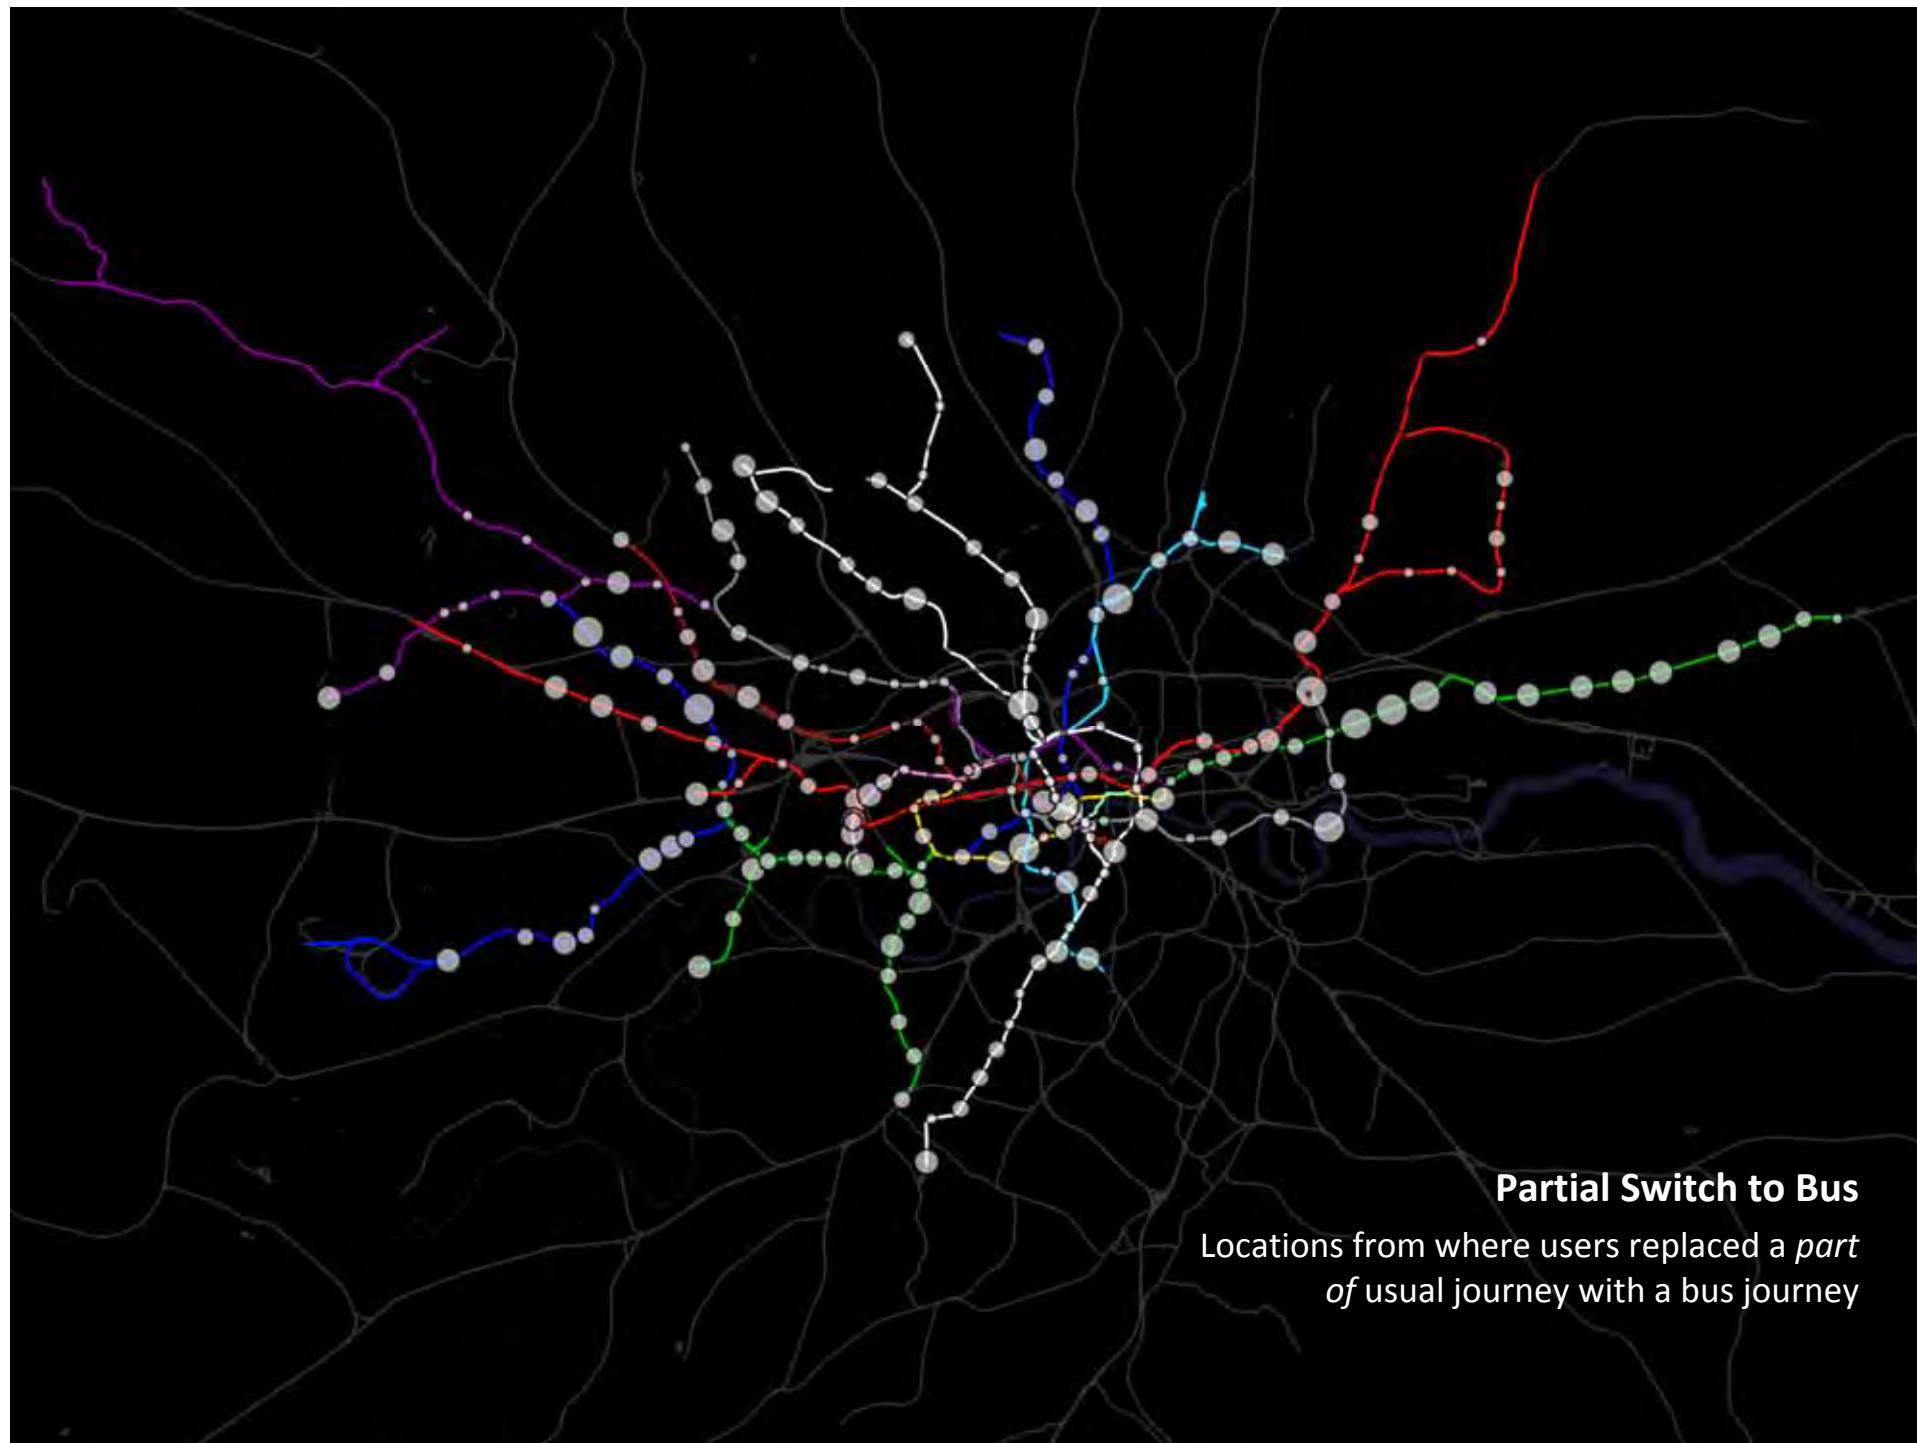 Partial Switch to Bus
Locations from where users replaced a part
of usual journey with a bus journey